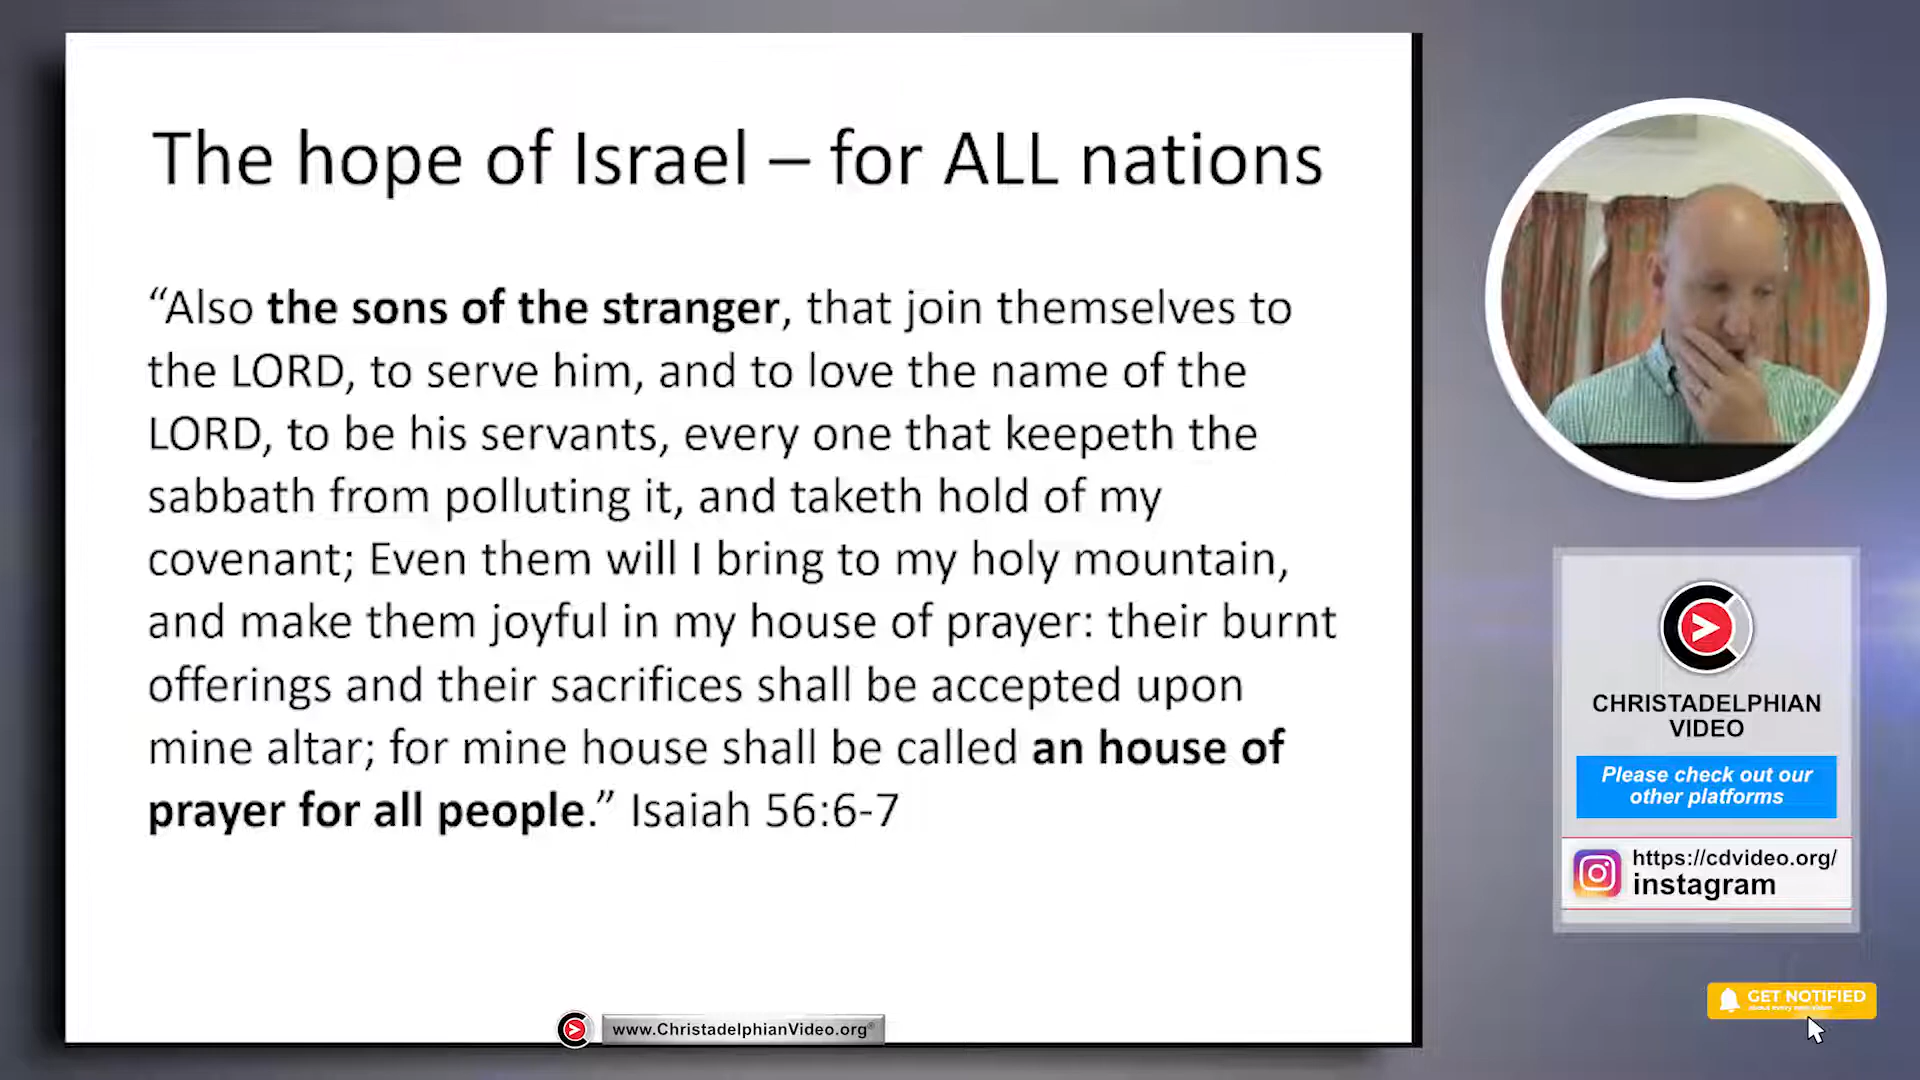 The hope of Israel – for ALL nations
“Also the sons of the stranger, that join themselves to
the LORD, to serve him, and to love the name of the
LORD, to be his servants, every one that keepeth the
sabbath from polluting it, and taketh hold of my
covenant; Even them will I bring to my holy mountain,
and make them joyful in my house of prayer: their burnt
offerings and their sacrifices shall be accepted upon
mine altar; for mine house shall be called an house of
prayer for all people.” Isaiah 56:6-7
www.ChristadelphianVideo.org®
CHRISTADELPHIAN
VIDEO
Please check out our
other platforms
https://cdvideo.org/
instagram
GET NOTIFIED